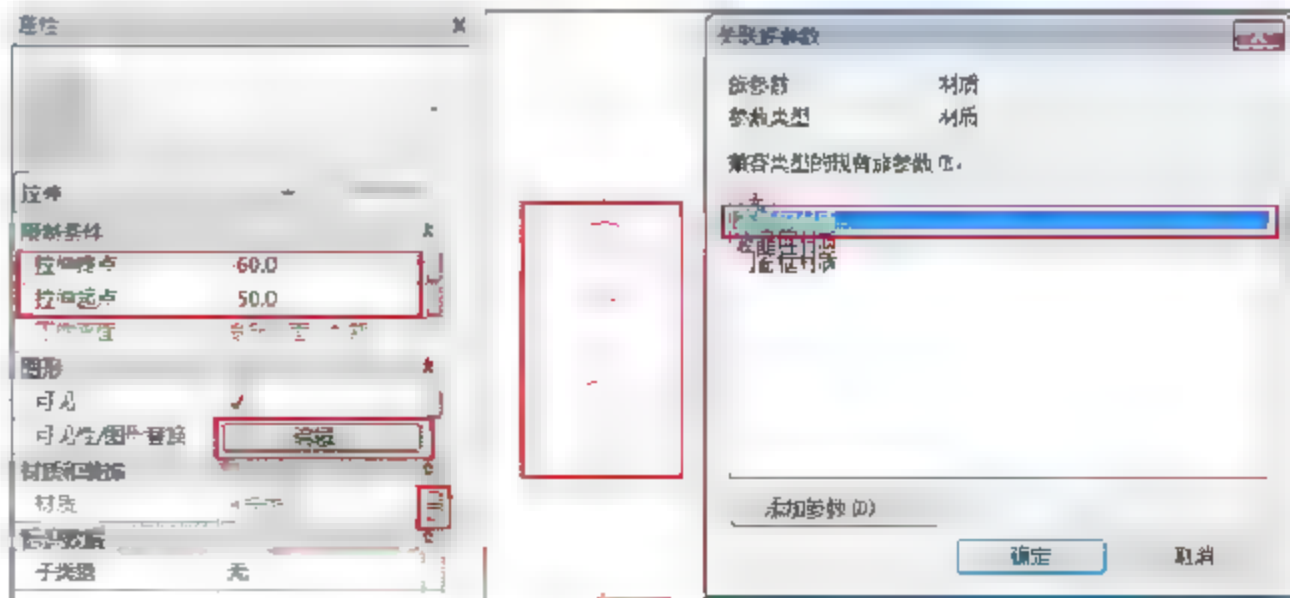 属性
拉伸
限制条件
拉伸终点 -60.0
拉伸起点 50.0
图形
可见
可见性/图形替换 编辑
材质和装饰
材质
标识数据
子类别 无
关联族参数
族参数 材质
参数类型 材质
兼容类型的现有族参数(E):
添加参数(D)
确定 取消